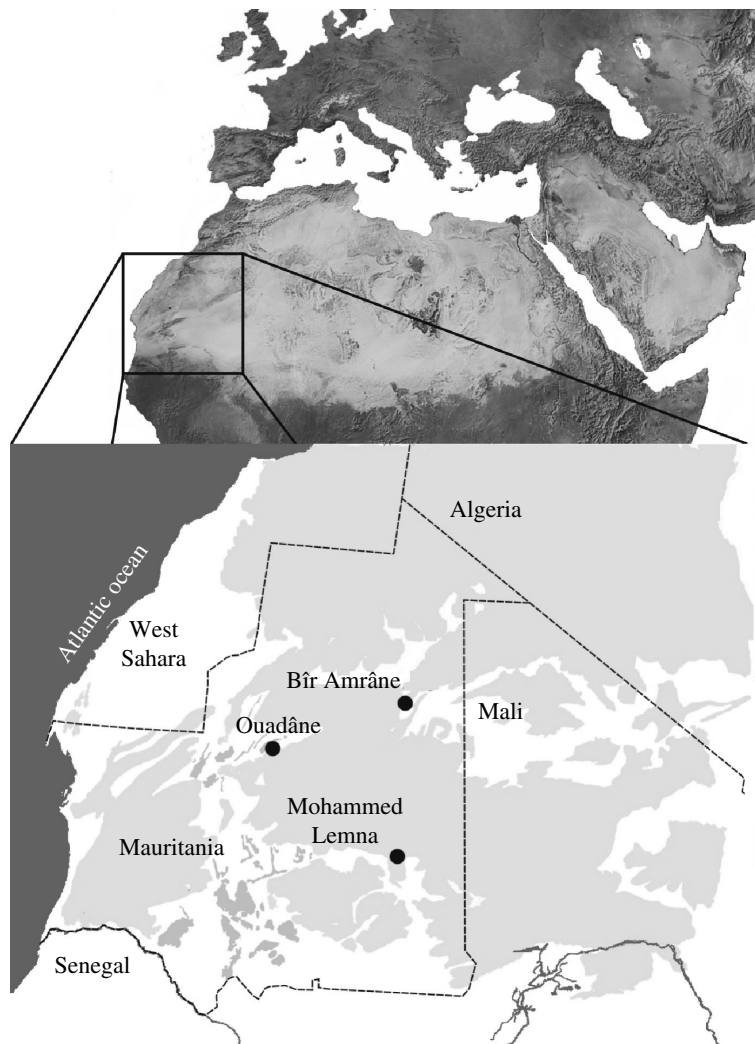 Algeria
Atlantic ocean
West
Sahara
Bîr Amrâne
Mali
Ouadâne
Mohammed
Lemna
Mauritania
Senegal